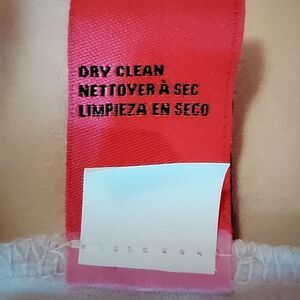 DRY CLEAN
NETTOYER À SEC
LIMPIEZA EN SECO